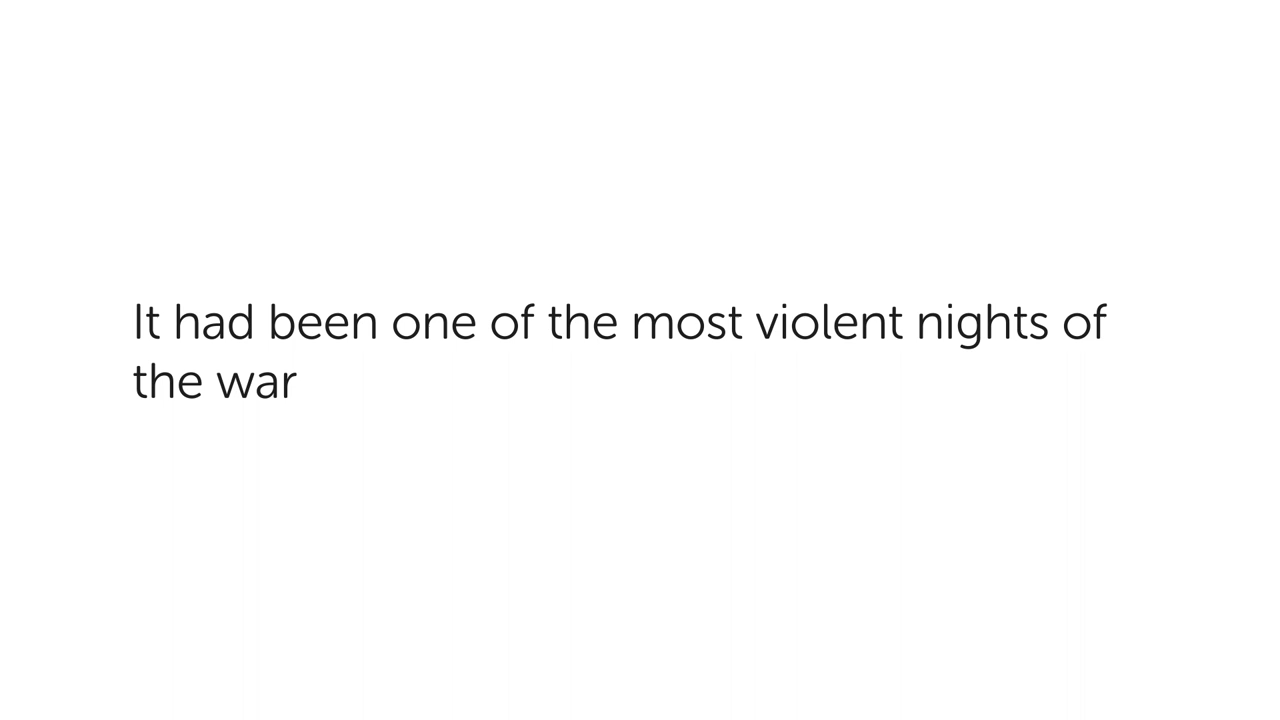 It had been one of the most violent nights of
the war